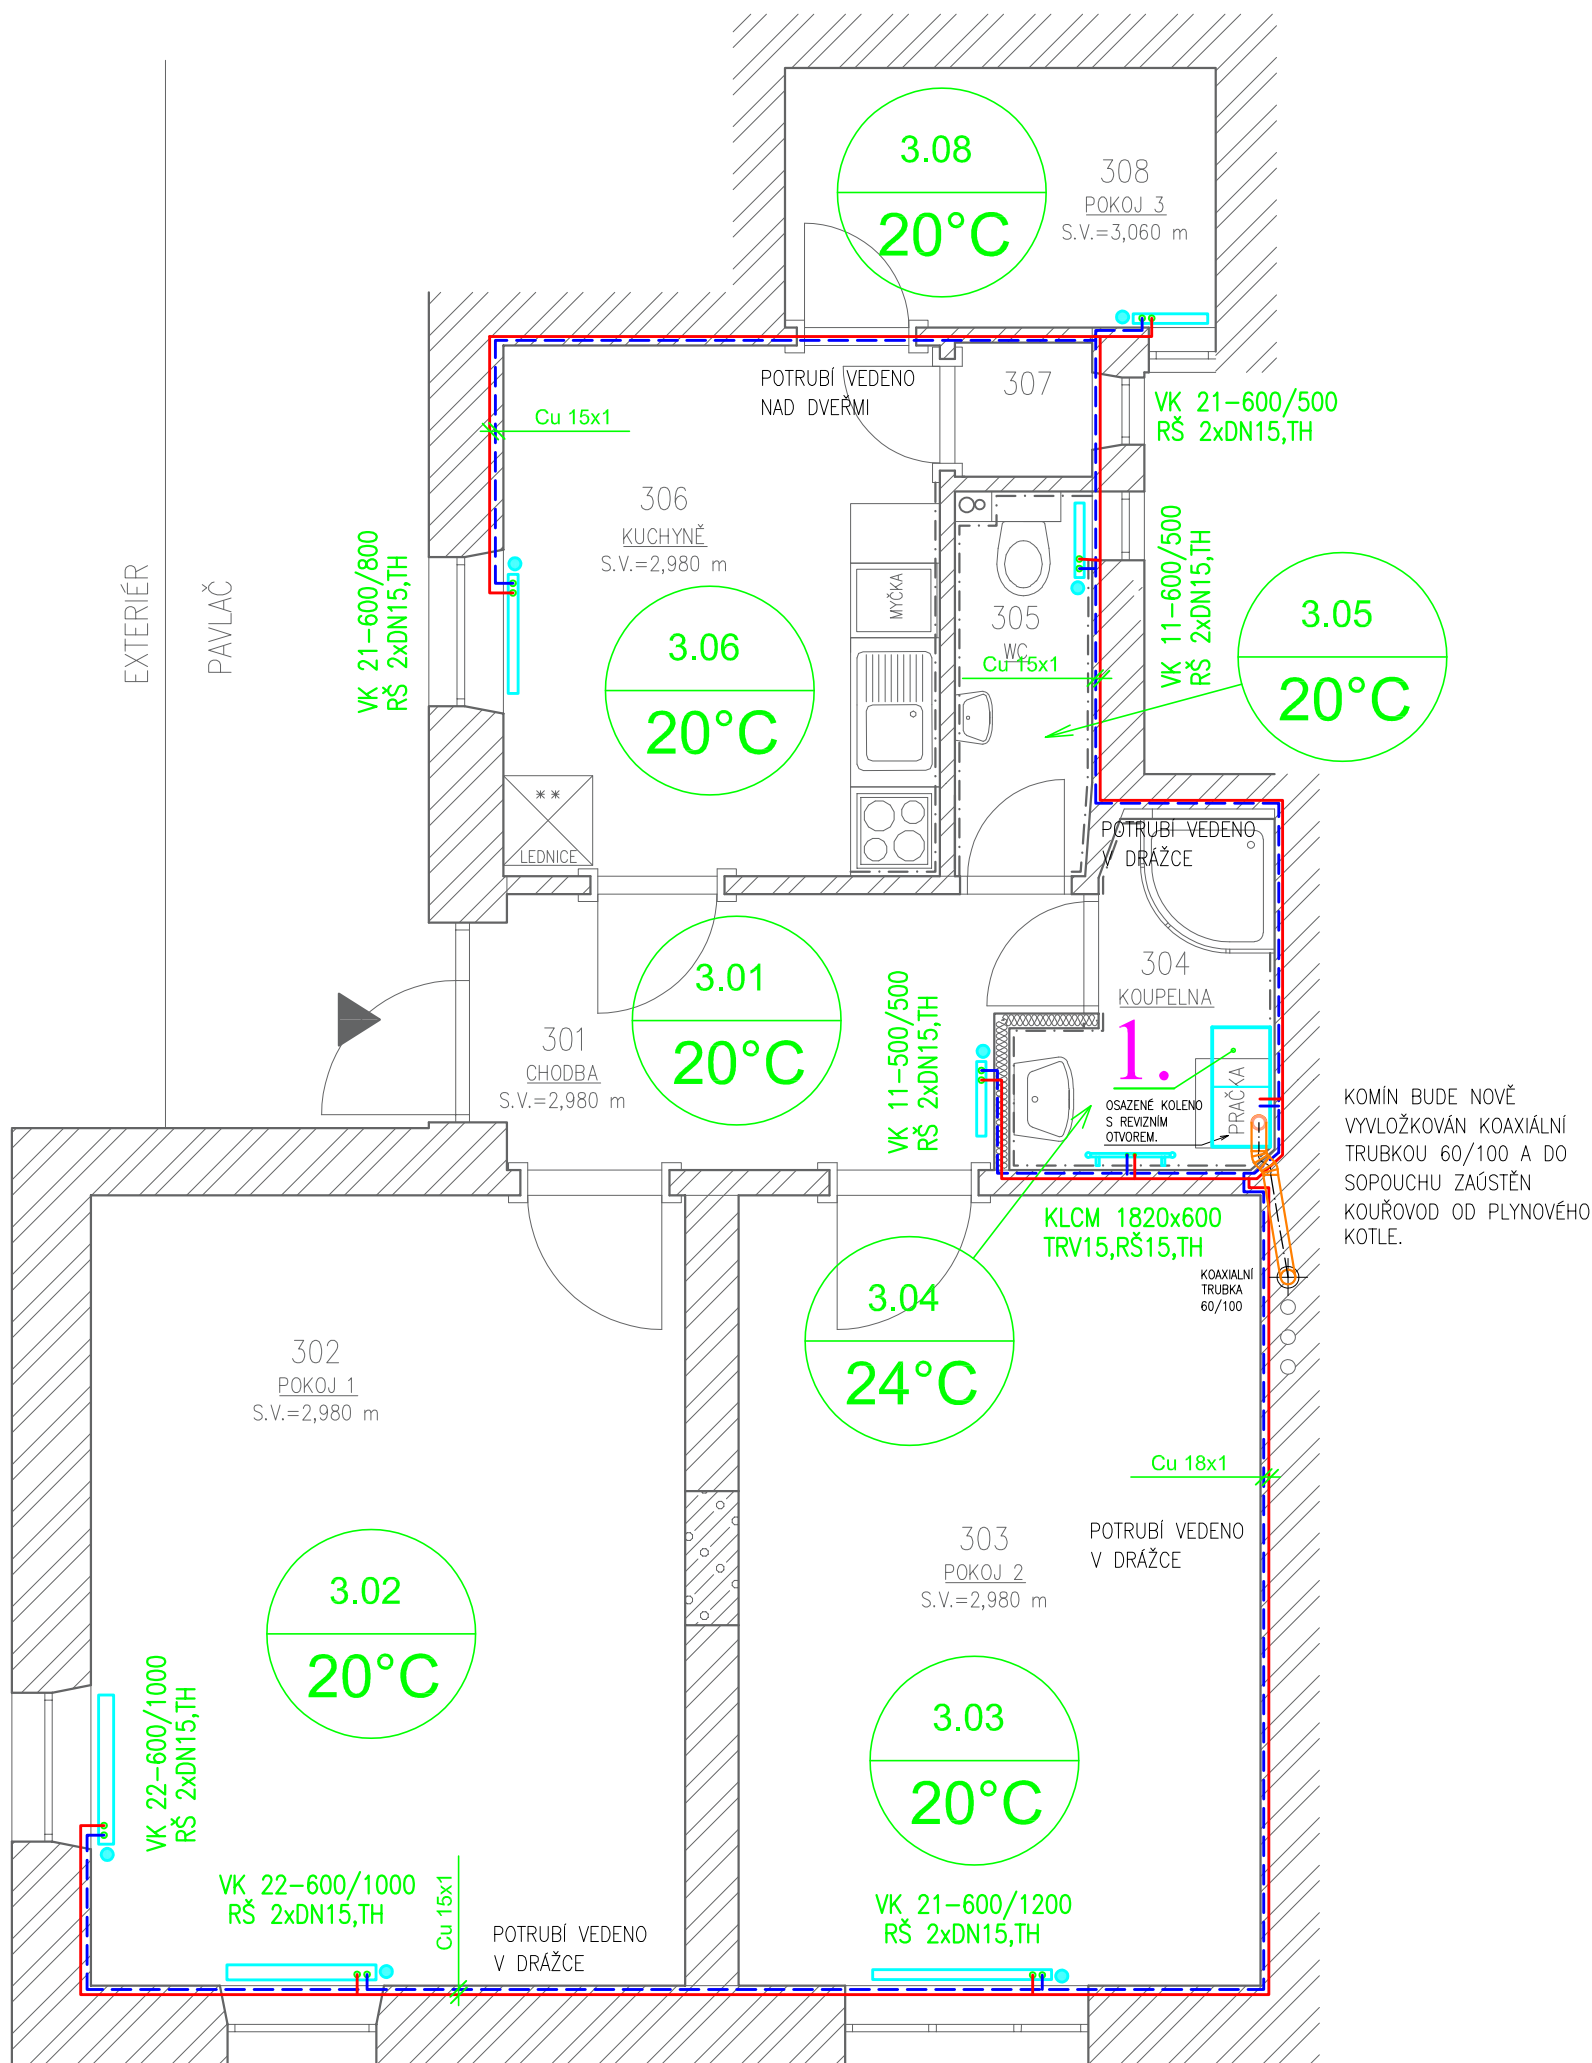 3.08
20°C
308
POKOJ 3
S.V.=3,060 m
POTRUBÍ VEDENO
NAD DVEŘMI
307
VK 21-600/500
RŠ 2xDN15,TH
Cu 15x1
306
KUCHYNĚ
S.V.=2,980 m
MYČKA
VK 21-600/800
RŠ 2xDN15,TH
EXTERIÉR
PAVLAČ
3.06
20°C
305
WC
Cu 15x1
VK 11-600/500
RŠ 2xDN15,TH
3.05
20°C
LEDNICE
POTRUBÍ VEDENO
V DRÁŽCE
3.01
20°C
301
CHODBA
S.V.=2,980 m
VK 11-500/500
RŠ 2xDN15,TH
304
KOUPELNA
1.
PRAČKA
OSAZENÉ KOLENO
S REVIZNÍM
OTVOREM.
KOMÍN BUDE NOVĚ
VYVLOŽKOVÁN KOAXIÁLNÍ
TRUBKOU 60/100 A DO
SOPOUCHU ZAÚSTĚN
KOUŘOVOD OD PLYNOVÉHO
KOTLE.
KLCM 1820x600
TRV15,RŠ15,TH
KOAXIALNÍ
TRUBKA
60/100
3.04
24°C
302
POKOJ 1
S.V.=2,980 m
Cu 18x1
303
POKOJ 2
S.V.=2,980 m
POTRUBÍ VEDENO
V DRÁŽCE
3.02
20°C
3.03
20°C
VK 22-600/1000
RŠ 2xDN15,TH
VK 22-600/1000
RŠ 2xDN15,TH
Cu 15x1
POTRUBÍ VEDENO
V DRÁŽCE
VK 21-600/1200
RŠ 2xDN15,TH